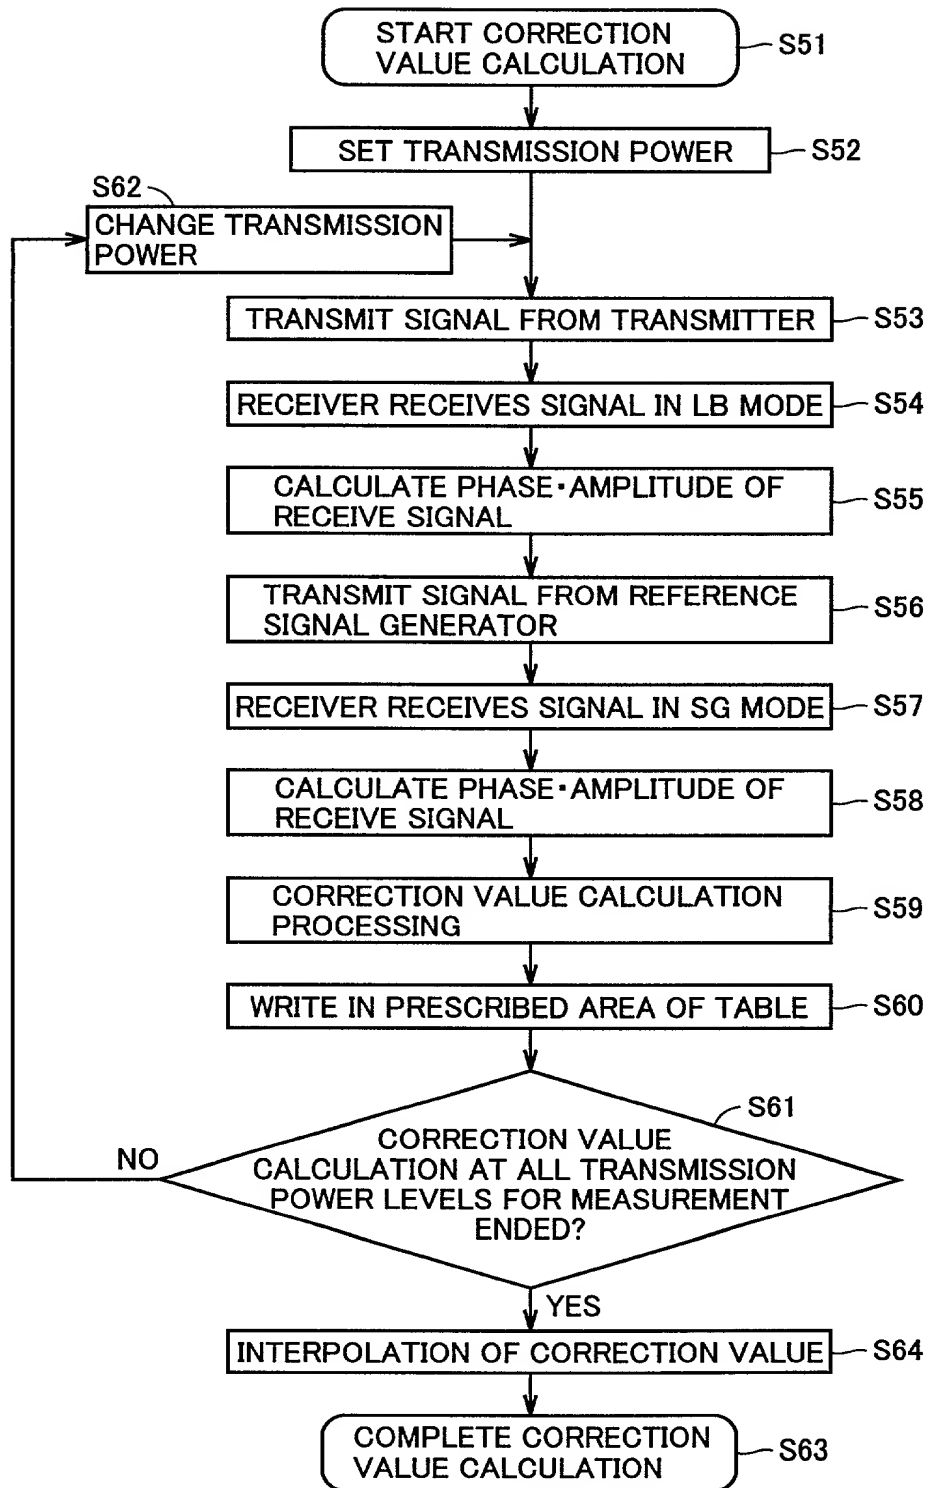 START CORRECTION
VALUE CALCULATION
S51
SET TRANSMISSION POWER
S52
S62
CHANGE TRANSMISSION
POWER
TRANSMIT SIGNAL FROM TRANSMITTER
S53
RECEIVER RECEIVES SIGNAL IN LB MODE
S54
CALCULATE PHASE・AMPLITUDE OF
RECEIVE SIGNAL
S55
TRANSMIT SIGNAL FROM REFERENCE
SIGNAL GENERATOR
S56
RECEIVER RECEIVES SIGNAL IN SG MODE
S57
CALCULATE PHASE・AMPLITUDE OF
RECEIVE SIGNAL
S58
CORRECTION VALUE CALCULATION
PROCESSING
S59
WRITE IN PRESCRIBED AREA OF TABLE
S60
S61
CORRECTION VALUE
CALCULATION AT ALL TRANSMISSION
POWER LEVELS FOR MEASUREMENT
ENDED?
NO
YES
INTERPOLATION OF CORRECTION VALUE
S64
COMPLETE CORRECTION
VALUE CALCULATION
S63